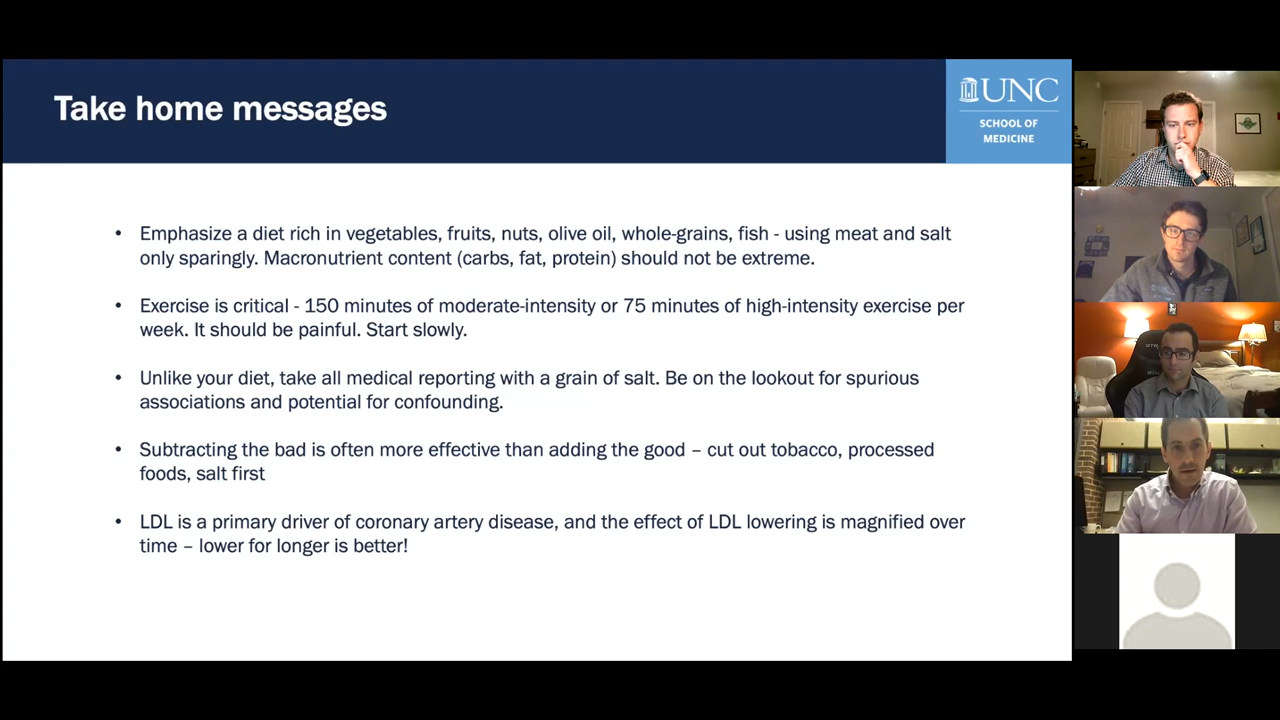 Take home messages
UNC
SCHOOL OF
MEDICINE
• Emphasize a diet rich in vegetables, fruits, nuts, olive oil, whole-grains, fish - using meat and salt
only sparingly. Macronutrient content (carbs, fat, protein) should not be extreme.
• Exercise is critical - 150 minutes of moderate-intensity or 75 minutes of high-intensity exercise per
week. It should be painful. Start slowly.
• Unlike your diet, take all medical reporting with a grain of salt. Be on the lookout for spurious
associations and potential for confounding.
• Subtracting the bad is often more effective than adding the good – cut out tobacco, processed
foods, salt first
• LDL is a primary driver of coronary artery disease, and the effect of LDL lowering is magnified over
time – lower for longer is better!